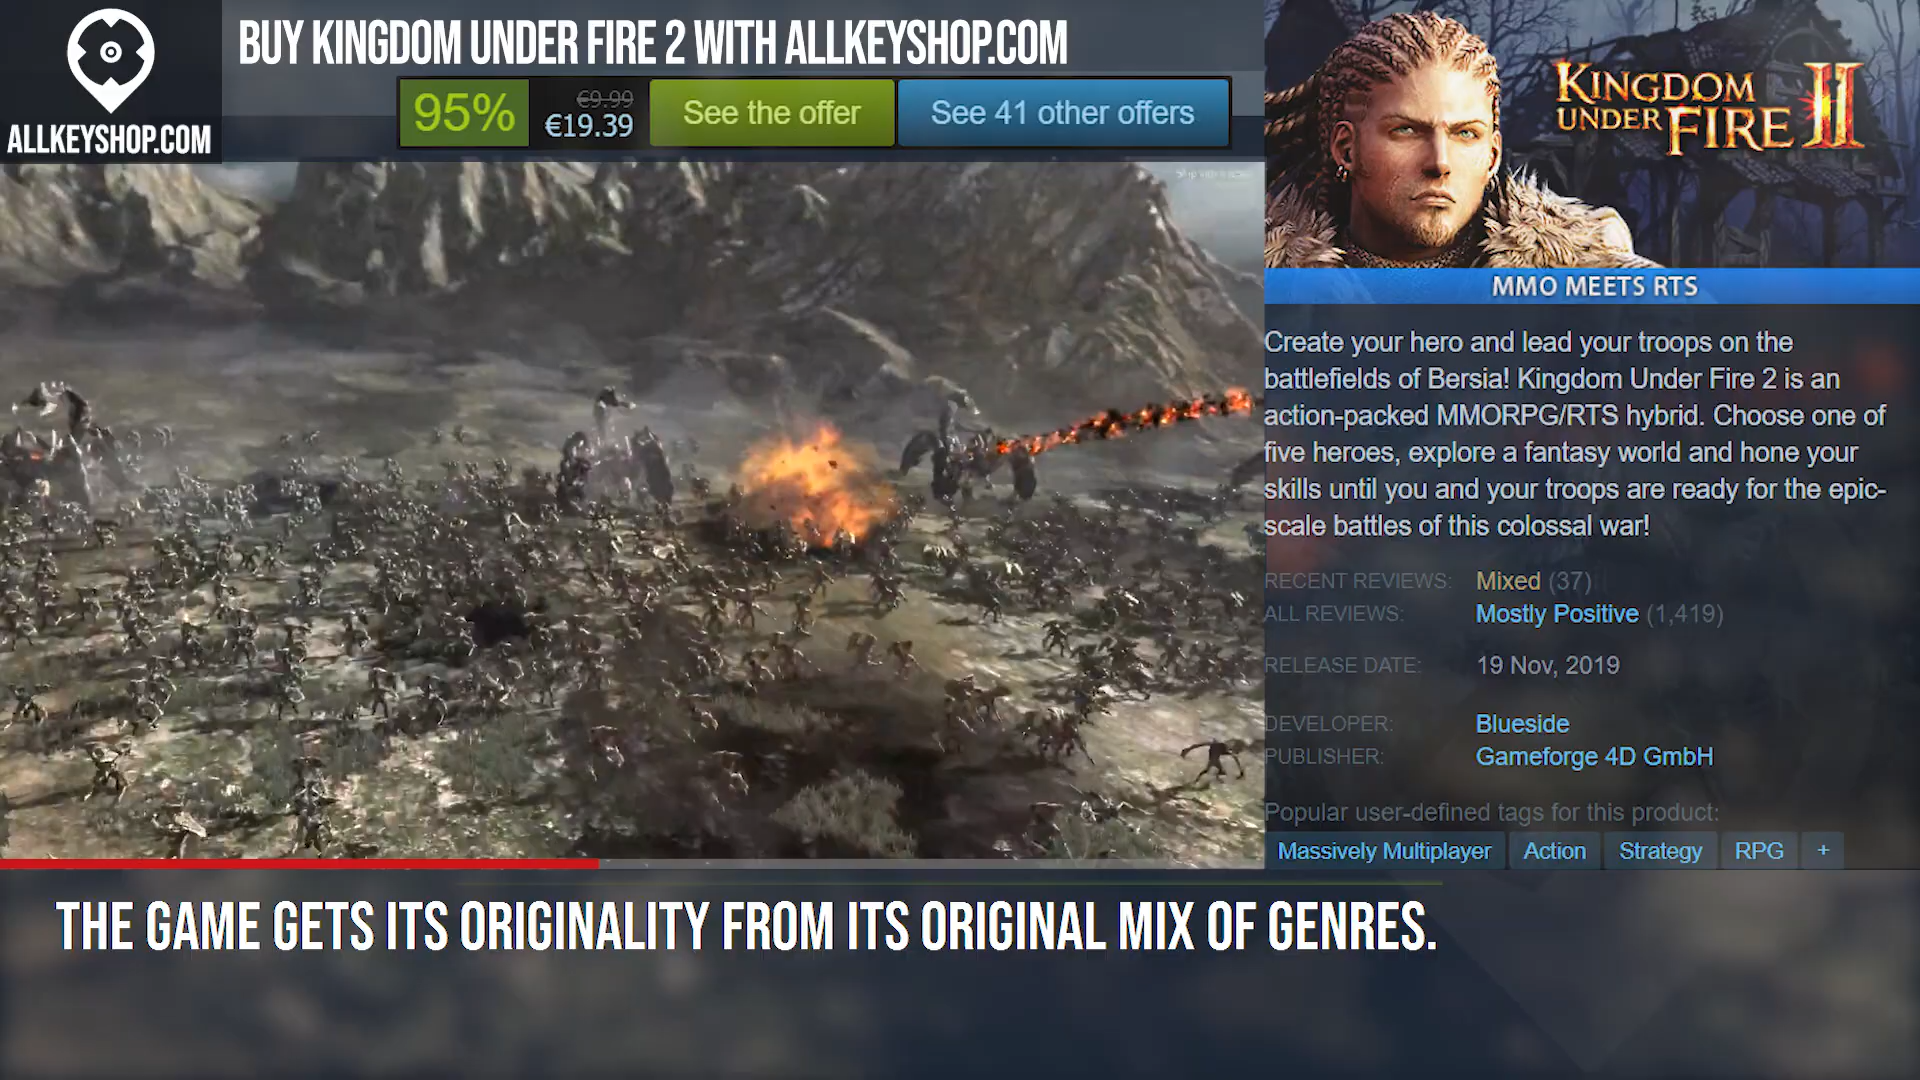 ALLKEYSHOP.COM
BUY KINGDOM UNDER FIRE 2 WITH ALLKEYSHOP.COM
95%
€9.99
€19.39
See the offer
See 41 other offers
KINGDOM
UNDER FIRE II
MMO MEETS RTS
Create your hero and lead your troops on the
battlefields of Bersia! Kingdom Under Fire 2 is an
action-packed MMORPG/RTS hybrid. Choose one of
five heroes, explore a fantasy world and hone your
skills until you and your troops are ready for the epic-
scale battles of this colossal war!
RECENT REVIEWS: Mixed (37)
ALL REVIEWS: Mostly Positive (1,419)
RELEASE DATE: 19 Nov, 2019
DEVELOPER: Blueside
PUBLISHER: Gameforge 4D GmbH
Popular user-defined tags for this product:
Massively Multiplayer Action Strategy RPG +
THE GAME GETS ITS ORIGINALITY FROM ITS ORIGINAL MIX OF GENRES.